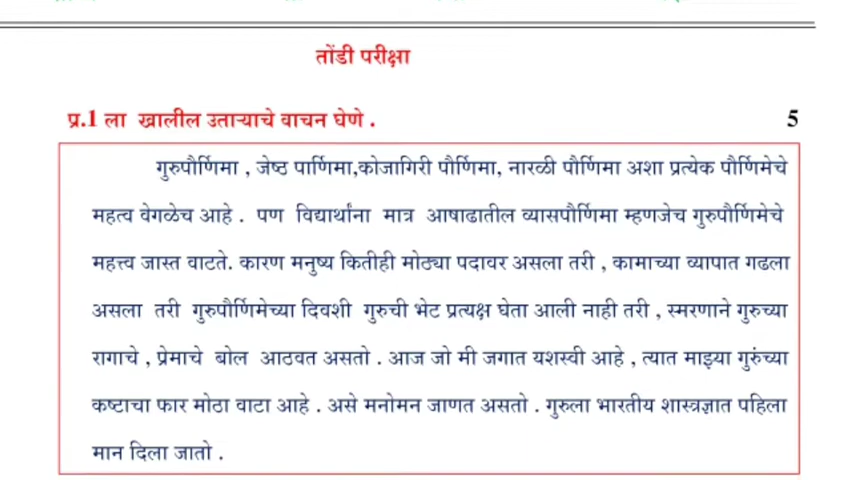 तोंडी परीक्षा
प्र.1 ला खालील उताऱ्याचे वाचन घेणे . 5
गुरुपौर्णिमा , जेष्ठ पार्णिमा,कोजागिरी पौर्णिमा, नारळी पौर्णिमा अशा प्रत्येक पौर्णिमेचे
महत्व वेगळेच आहे . पण विद्यार्थांना मात्र आषाढातील व्यासपौर्णिमा म्हणजेच गुरुपौर्णिमेचे
महत्त्व जास्त वाटते. कारण मनुष्य कितीही मोठ्या पदावर असला तरी , कामाच्या व्यापात गढला
असला तरी गुरुपौर्णिमेच्या दिवशी गुरुची भेट प्रत्यक्ष घेता आली नाही तरी , स्मरणाने गुरुच्या
रागाचे , प्रेमाचे बोल आठवत असतो . आज जो मी जगात यशस्वी आहे , त्यात माझ्या गुरुंच्या
कष्टाचा फार मोठा वाटा आहे . असे मनोमन जाणत असतो . गुरुला भारतीय शास्त्रज्ञात पहिला
मान दिला जातो .